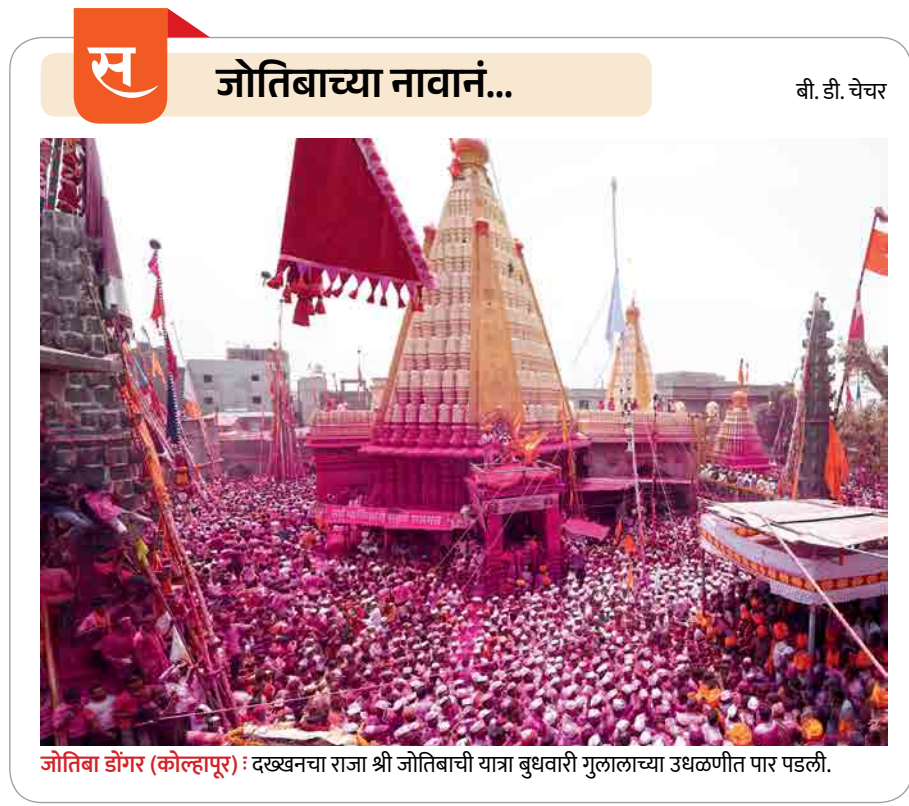 स
जोतिबाच्या नावानं...
बी. डी. चेचर
जोतिबा डोंगर (कोल्हापूर) : दख्खनचा राजा श्री जोतिबाची यात्रा बुधवारी गुलालाच्या उधळणीत पार पडली.